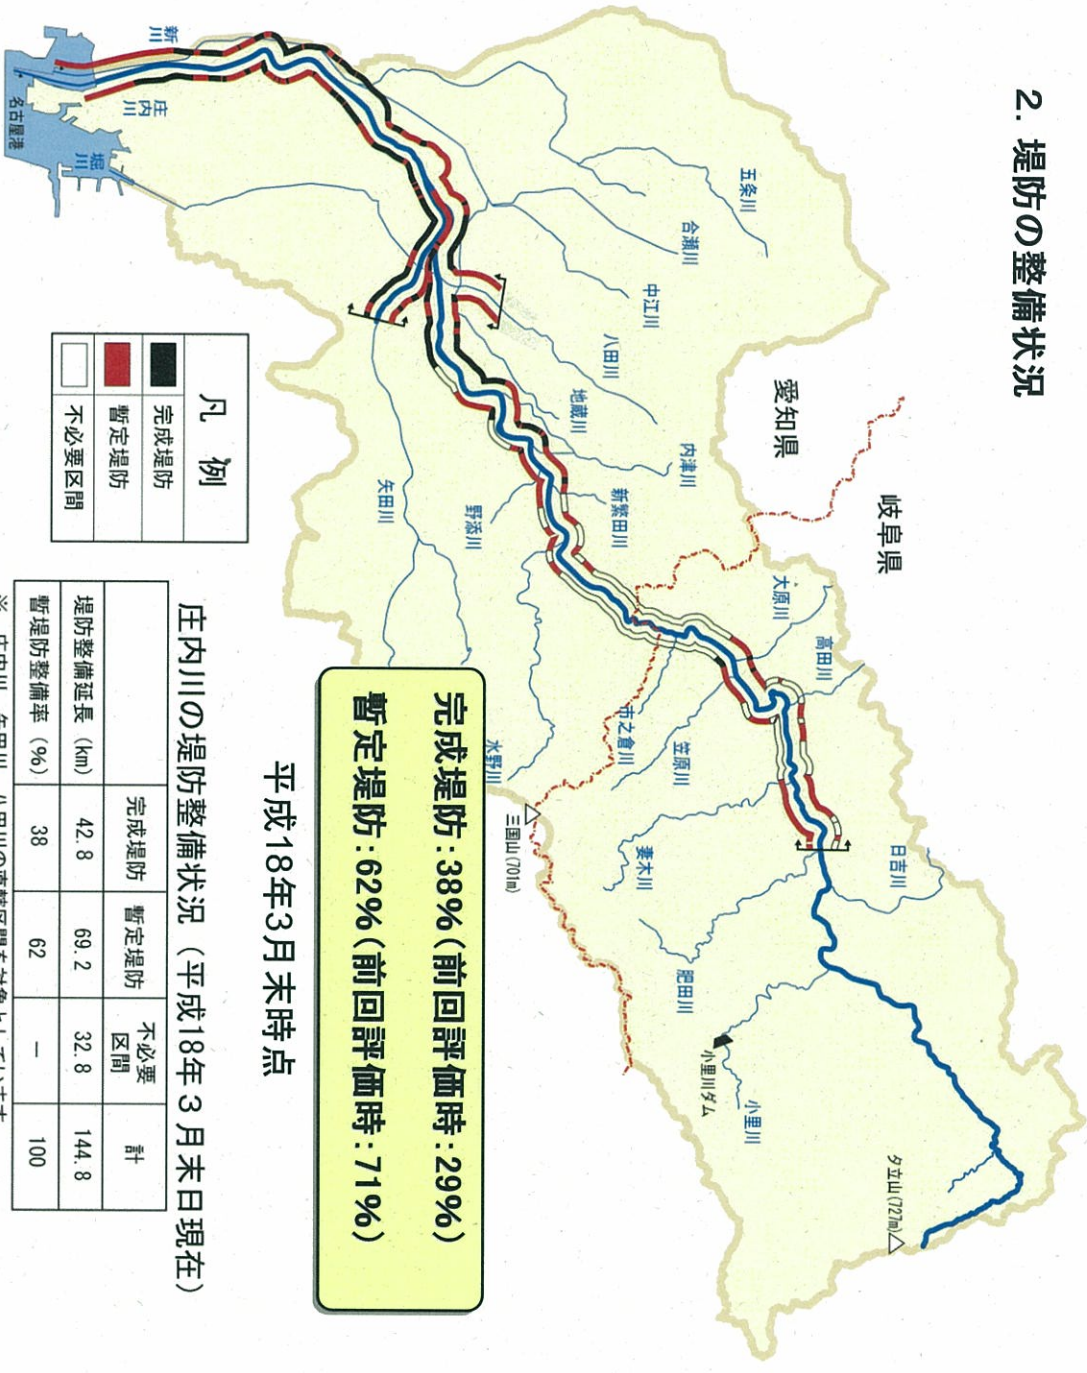 2. 堤防の整備状況
岐阜県
愛知県
五条川
合瀬川
中江川
八田川
地蔵川
内津川
新繁田川
大原川
高田川
日吉川
夕立山(727m)
小里川
小里川ダム
肥田川
妻木川
笠原川
市之倉川
三国山(701m)
水野川
野添川
矢田川
新川
庄内川
堀川
名古屋港
凡例
完成堤防
暫定堤防
不必要区間
完成堤防:38%(前回評価時:29%)
暫定堤防:62%(前回評価時:71%)
平成18年3月末時点
庄内川の堤防整備状況(平成18年3月末日現在)
完成堤防 暫定堤防 不必要区間 計
堤防整備延長(km) 42.8 69.2 32.8 144.8
暫堤防整備率(%) 38 62 — 100